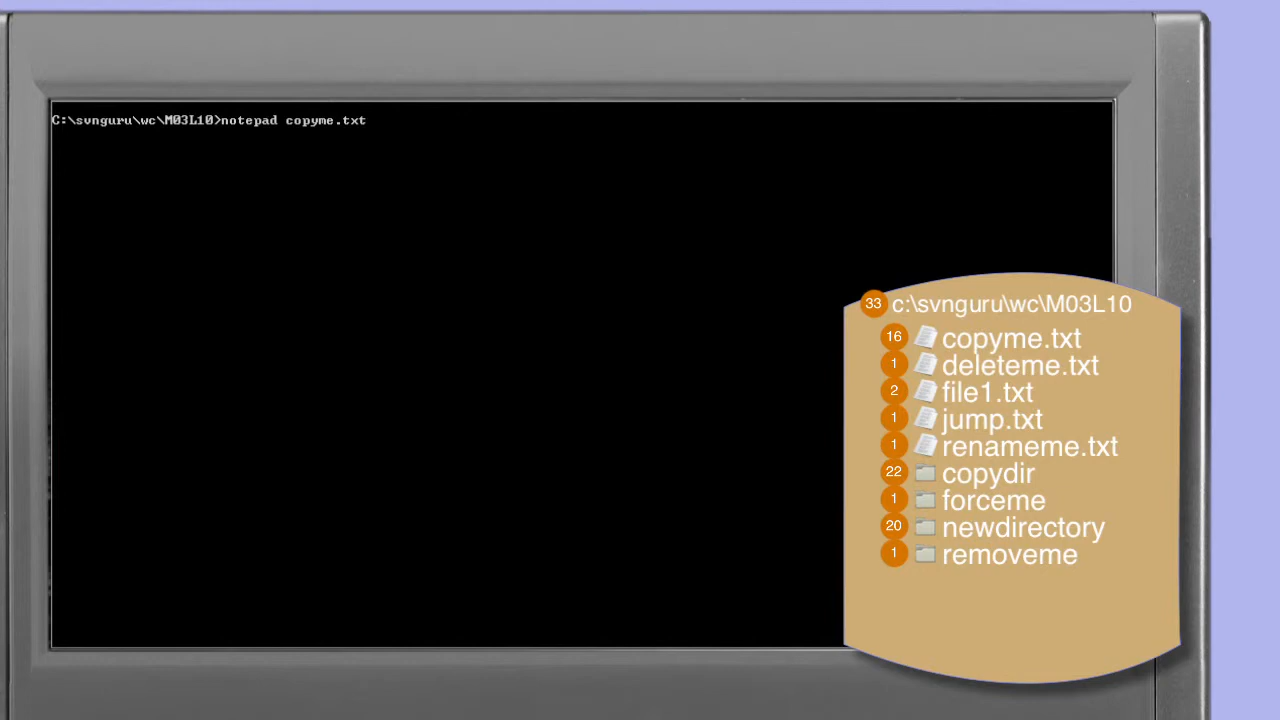 C:\svnguru\wc\M03L10>notepad copyme.txt
33 c:\svnguru\wc\M03L10
16 copyme.txt
1 deleteme.txt
2 file1.txt
1 jump.txt
1 renameme.txt
22 copydir
1 forceme
20 newdirectory
1 removeme